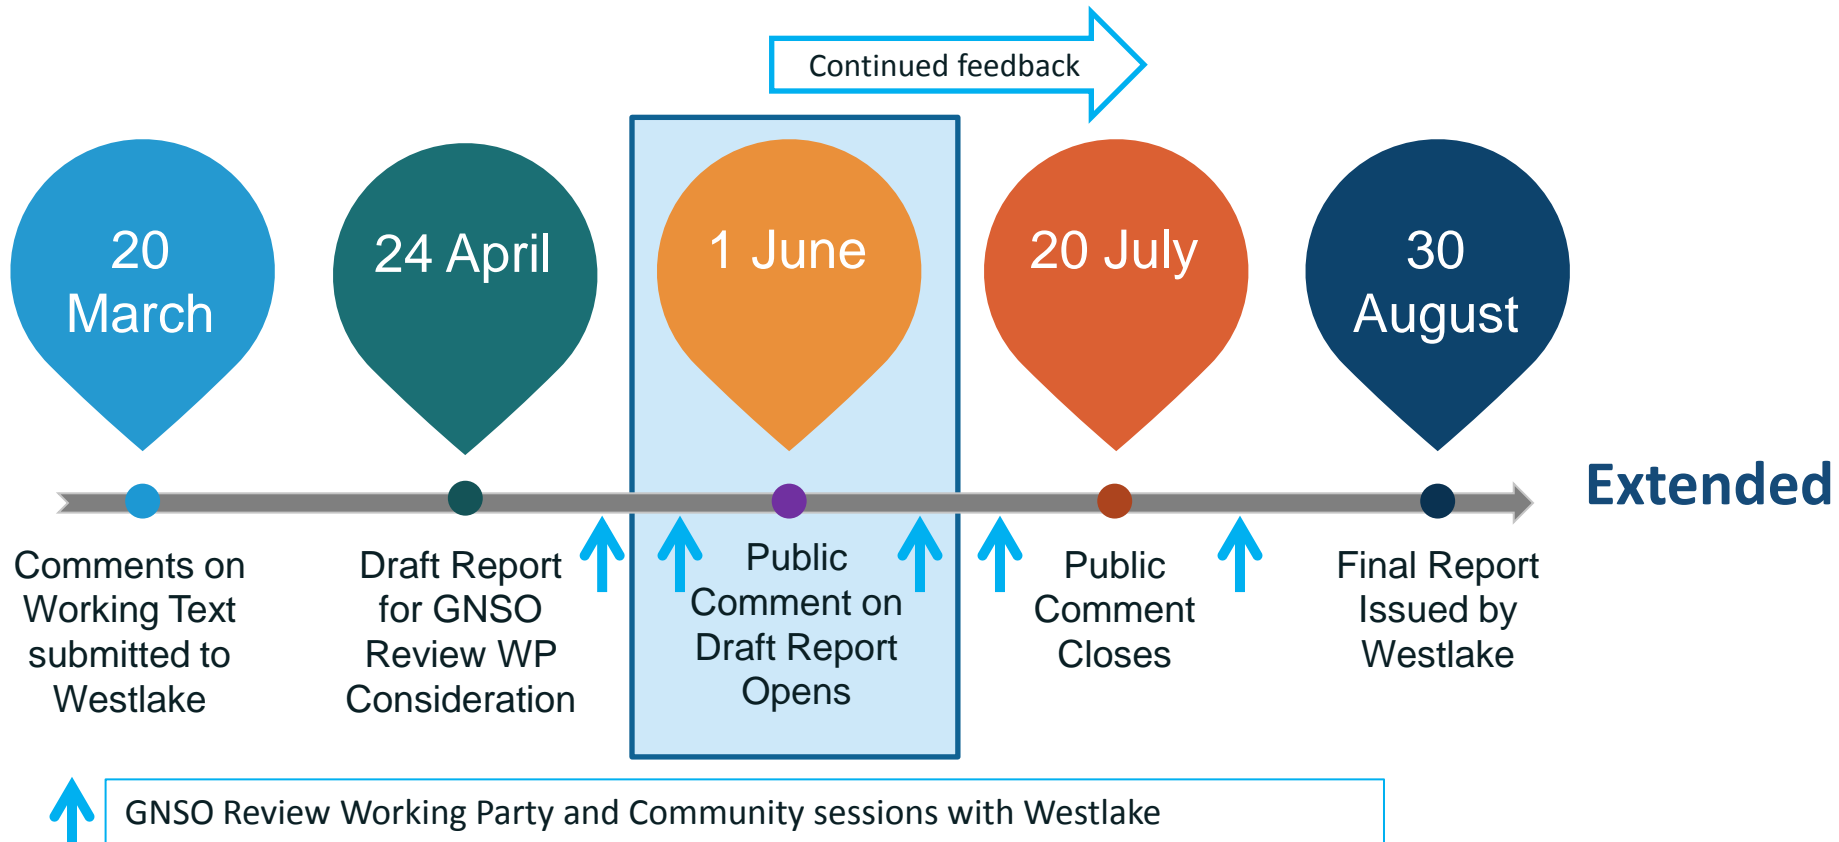 Continued feedback
20
March
24 April
1 June
20 July
30
August
Extended
Comments on
Working Text
submitted to
Westlake
Draft Report
for GNSO
Review WP
Consideration
Public
Comment on
Draft Report
Opens
Public
Comment
Closes
Final Report
Issued by
Westlake
GNSO Review Working Party and Community sessions with Westlake